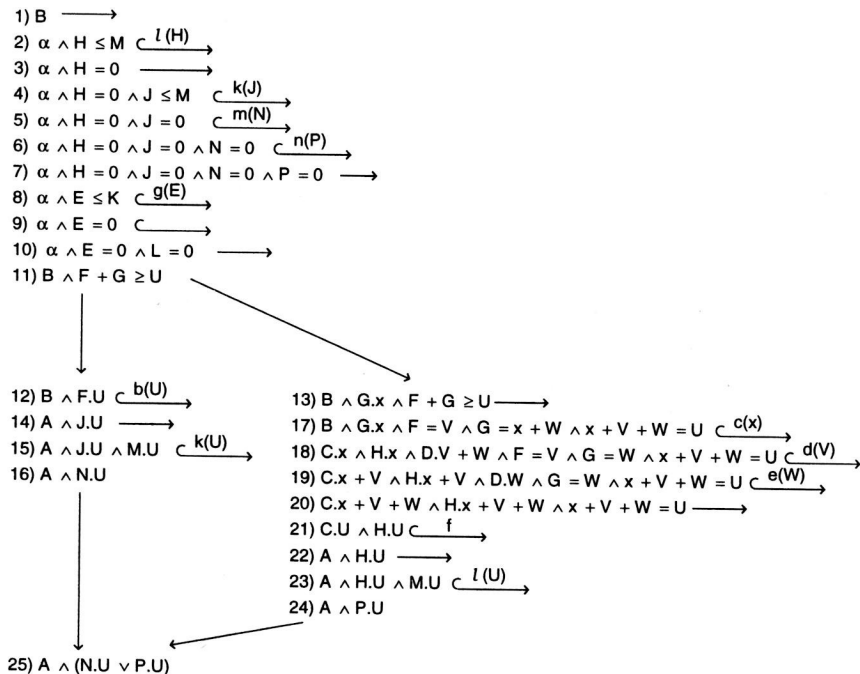 1) B
2) α ∧ H ≤ M l(H)
3) α ∧ H = 0
4) α ∧ H = 0 ∧ J ≤ M k(J)
5) α ∧ H = 0 ∧ J = 0 m(N)
6) α ∧ H = 0 ∧ J = 0 ∧ N = 0 n(P)
7) α ∧ H = 0 ∧ J = 0 ∧ N = 0 ∧ P = 0
8) α ∧ E ≤ K g(E)
9) α ∧ E = 0
10) α ∧ E = 0 ∧ L = 0
11) B ∧ F + G ≥ U
12) B ∧ F.U b(U)
14) A ∧ J.U
15) A ∧ J.U ∧ M.U k(U)
16) A ∧ N.U
13) B ∧ G.x ∧ F + G ≥ U
17) B ∧ G.x ∧ F = V ∧ G = x + W ∧ x + V + W = U c(x)
18) C.x ∧ H.x ∧ D.V + W ∧ F = V ∧ G = W ∧ x + V + W = U d(V)
19) C.x + V ∧ H.x + V ∧ D.W ∧ G = W ∧ x + V + W = U e(W)
20) C.x + V + W ∧ H.x + V + W ∧ x + V + W = U
21) C.U ∧ H.U f
22) A ∧ H.U
23) A ∧ H.U ∧ M.U l(U)
24) A ∧ P.U
25) A ∧ (N.U ∨ P.U)